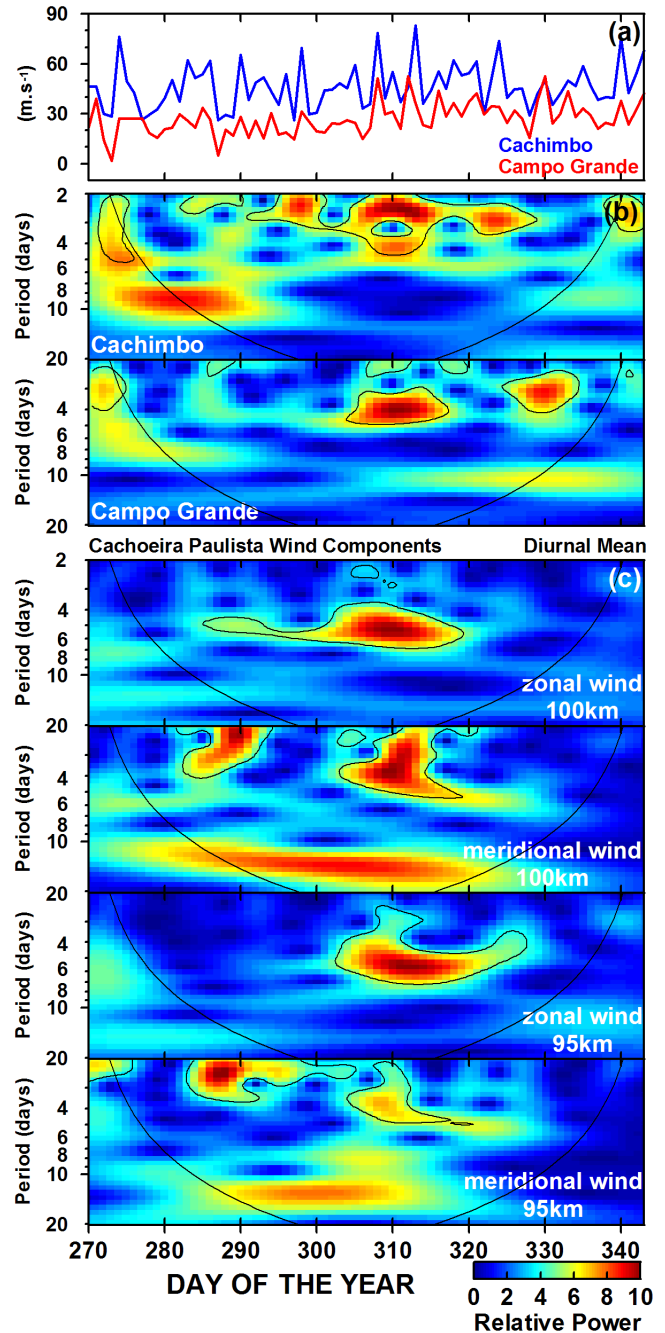 90
60
30
0
(m.s⁻¹)
(a)
Cachimbo
Campo Grande
2
4
6
8
10
20
Period (days)
(b)
Cachimbo
4
6
8
10
20
Period (days)
Campo Grande
Cachoeira Paulista Wind Components Diurnal Mean
2
4
6
8
10
20
Period (days)
(c)
zonal wind
100km
4
6
8
10
20
Period (days)
meridional wind
100km
4
6
8
10
20
Period (days)
zonal wind
95km
4
6
8
10
20
Period (days)
meridional wind
95km
270 280 290 300 310 320 330 340
DAY OF THE YEAR
0 2 4 6 8 10
Relative Power